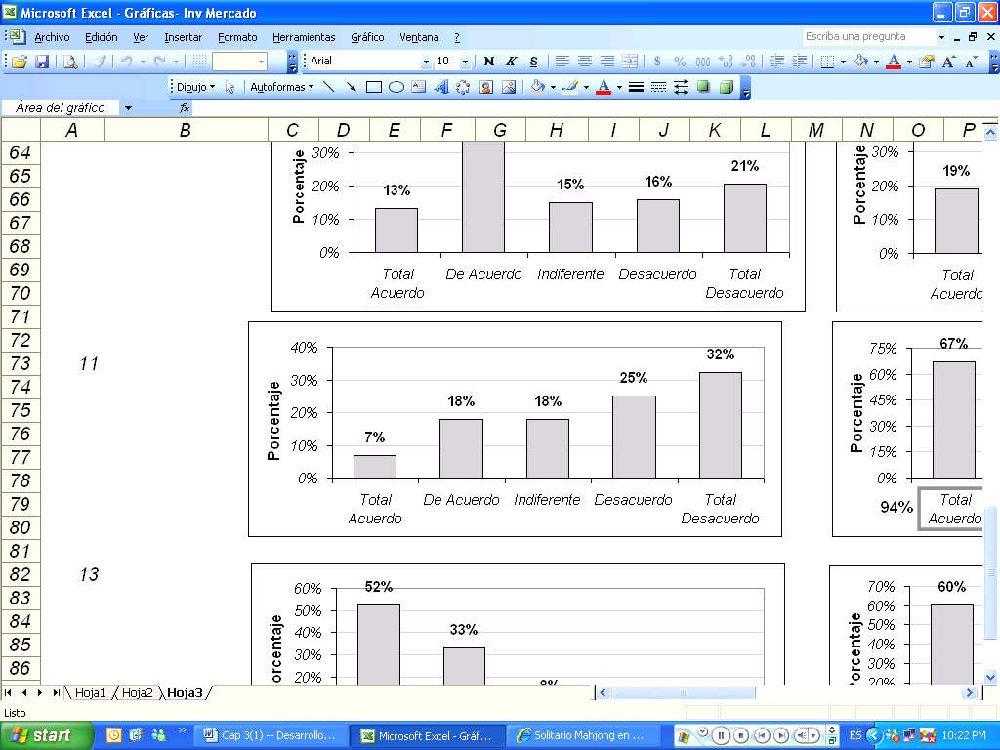 Microsoft Excel - Gráficas- Inv Mercado
Archivo Edición Ver Insertar Formato Herramientas Gráfico Ventana ? Escriba una pregunta
Arial 10 N K S
Dibujo Autoformas
Área del gráfico fx
A B C D E F G H I J K L M N O P
64 30% 30%
65 Porcentaje 20% 13% 15% 16% 21% Porcentaje 20% 19%
66
67 10% 10%
68 0% 0%
69 Total Acuerdo De Acuerdo Indiferente Desacuerdo Total Desacuerdo Total Acuerdo
70
71
72 40% 75% 67%
73 11 Porcentaje 30% 7% 18% 18% 25% 32% Porcentaje 60%
74
75 20% 45%
76 30%
77 10% 15%
78 0% 0%
79 Total Acuerdo De Acuerdo Indiferente Desacuerdo Total Desacuerdo 94% Total Acuerdo
80
81
82 13 60% 52% 70% 60%
83 50% 60%
84 40% 33% 50%
85 30% 40%
86 20% 30%
Hoja1 Hoja2 Hoja3
Listo
start Cap 3(1) -- Desarrollo... Microsoft Excel - Gráf... Solitario Mahjong en ... ES 10:22 PM